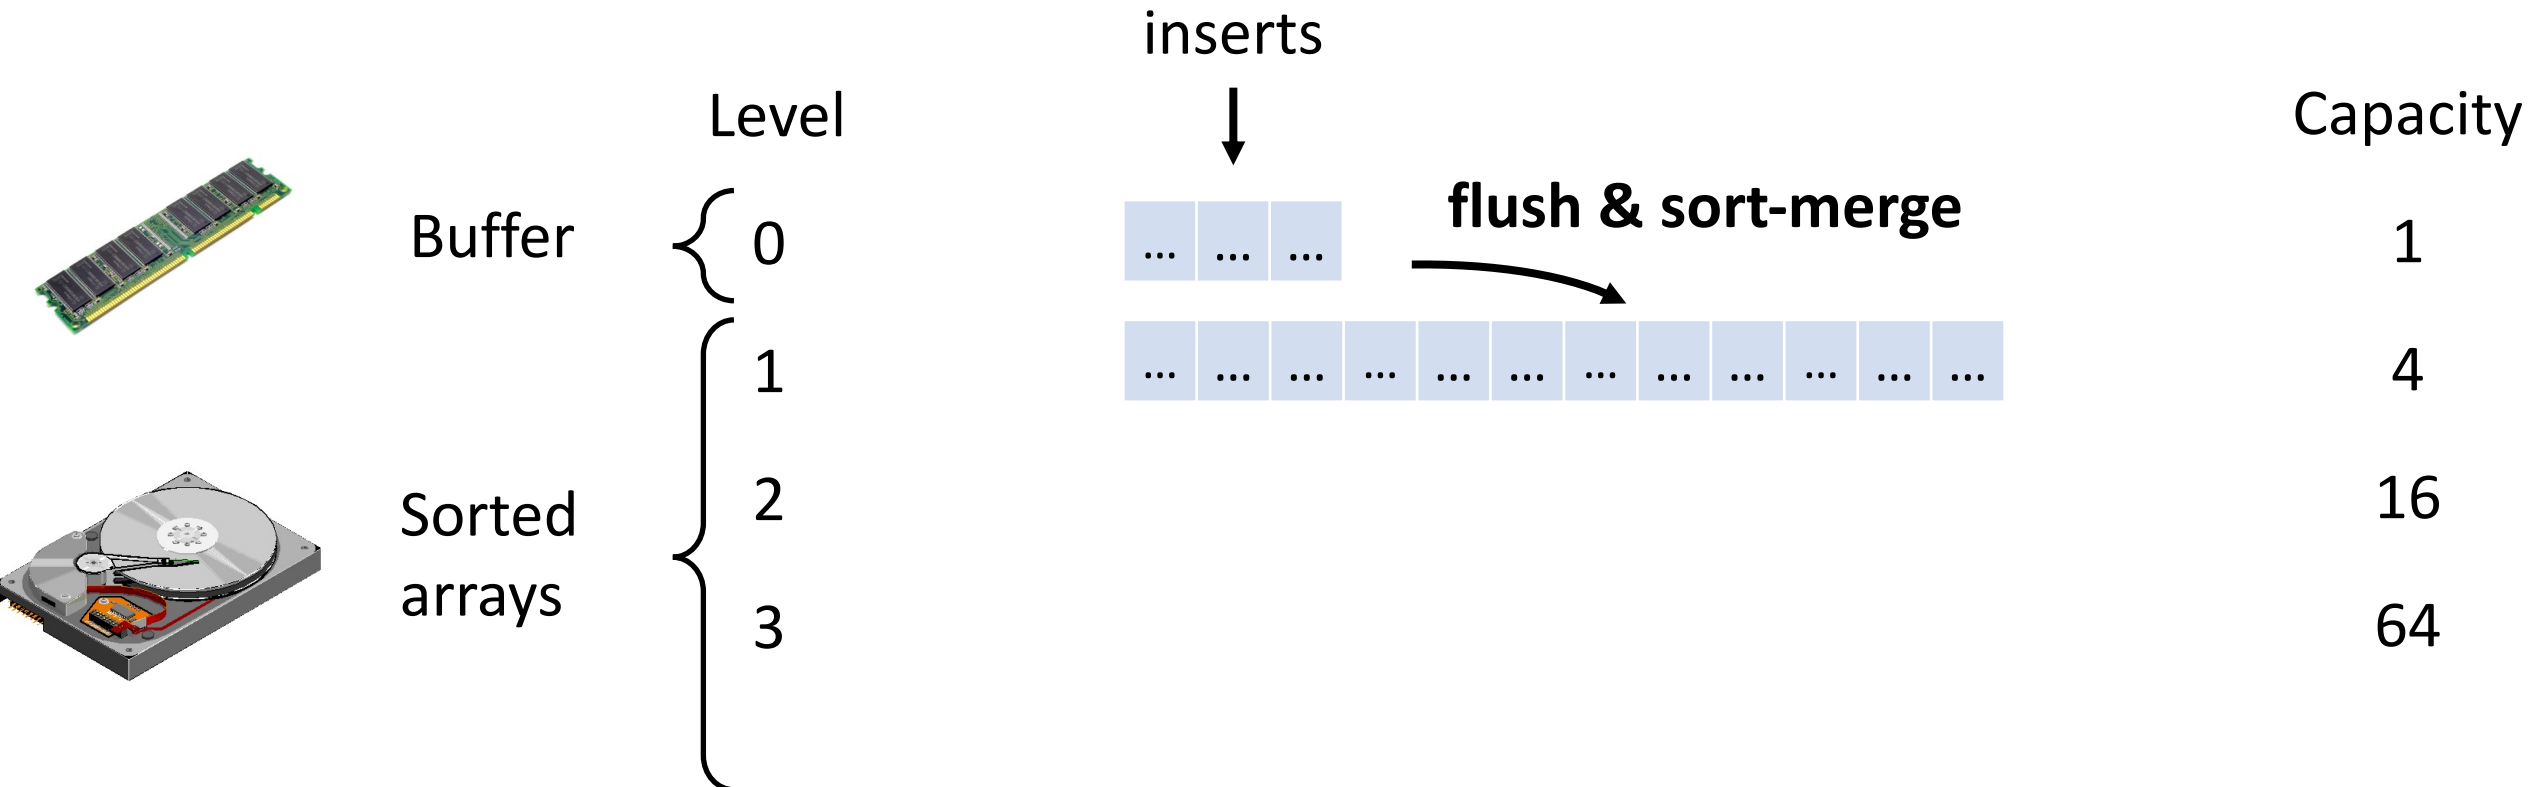 inserts
Level
Capacity
Buffer
0
... ... ...
flush & sort-merge
1
1
... ... ... ... ... ... ... ... ... ... ... ...
4
Sorted
arrays
2
16
3
64